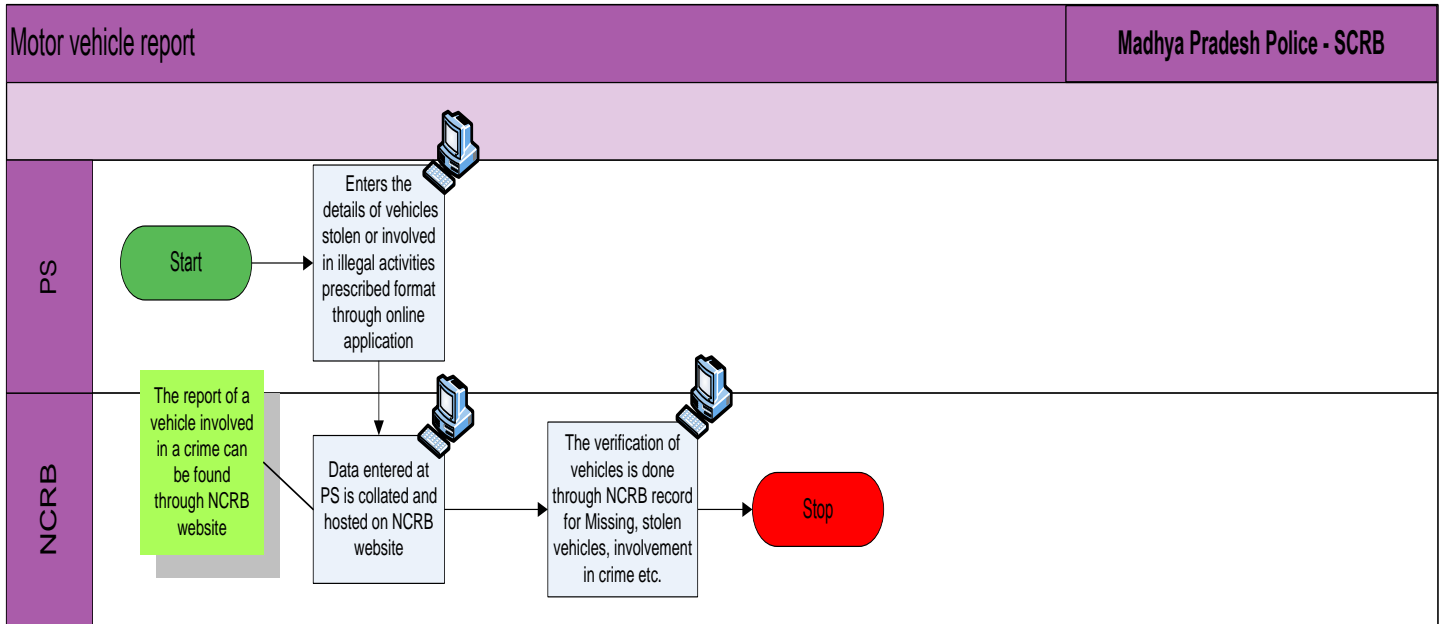 Motor vehicle report
Madhya Pradesh Police - SCRB
PS
Start
Enters the
details of vehicles
stolen or involved
in illegal activities
prescribed format
through online
application
NCRB
The report of a
vehicle involved
in a crime can
be found
through NCRB
website
Data entered at
PS is collated and
hosted on NCRB
website
The verification of
vehicles is done
through NCRB record
for Missing, stolen
vehicles, involvement
in crime etc.
Stop